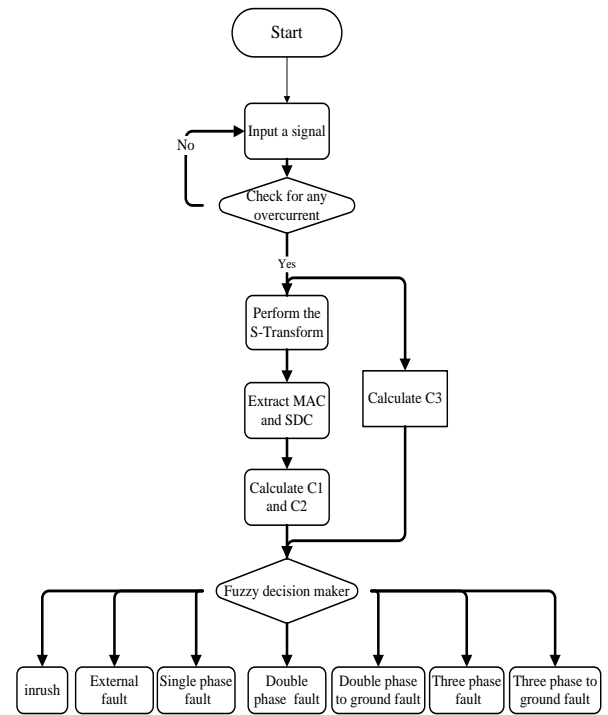 Start
Input a signal
No
Check for any
overcurrent
Yes
Perform the
S-Transform
Extract MAC
and SDC
Calculate C3
Calculate C1
and C2
Fuzzy decision maker
inrush
External
fault
Single phase
fault
Double
phase fault
Double phase
to ground fault
Three phase
fault
Three phase to
ground fault